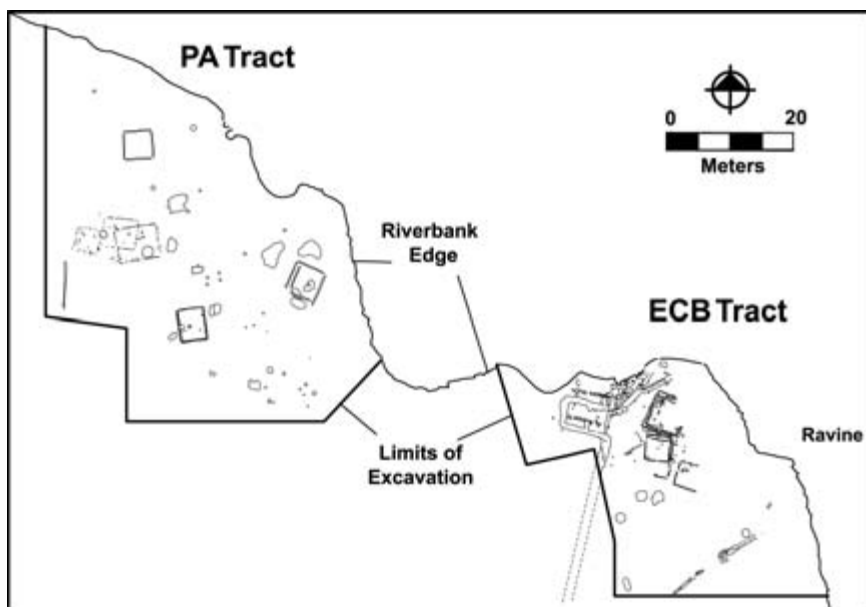 PA Tract
0 20
Meters
Riverbank
Edge
ECB Tract
Ravine
Limits of
Excavation